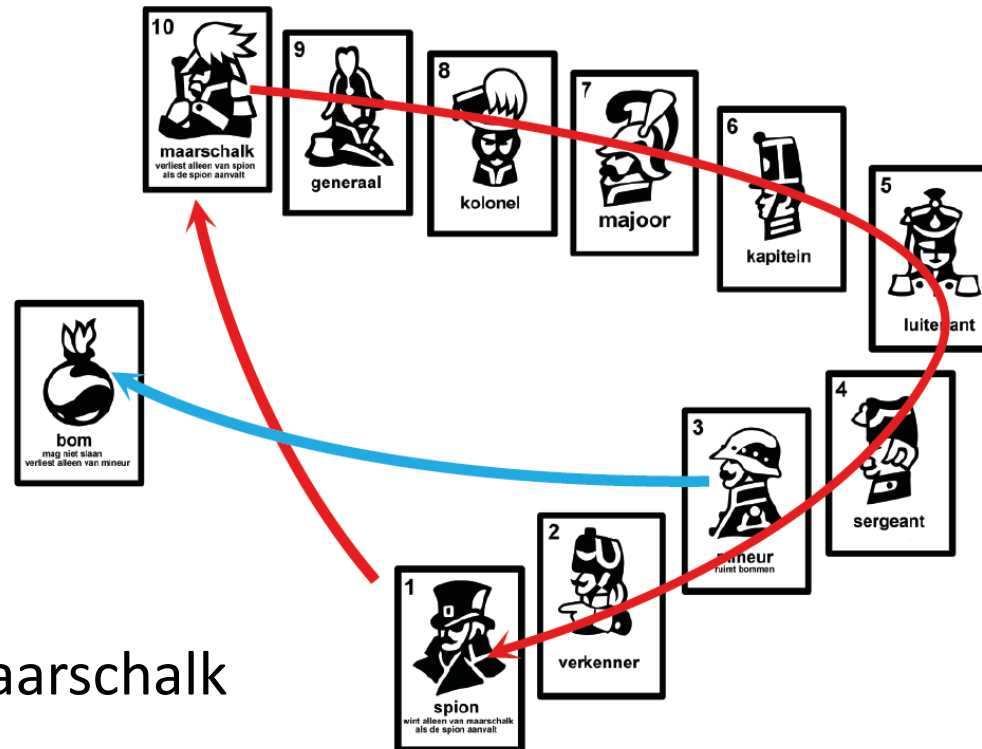 10
maarschalk
verliest alleen van spion
als de spion aanvalt
9
generaal
8
kolonel
7
majoor
6
kapitein
5
luitenant
4
sergeant
3
mineur
ruimt bommen
2
verkenner
1
spion
wint alleen van maarschalk
als de spion aanvalt
bom
mag niet slaan
verliest alleen van mineur
aarschalk